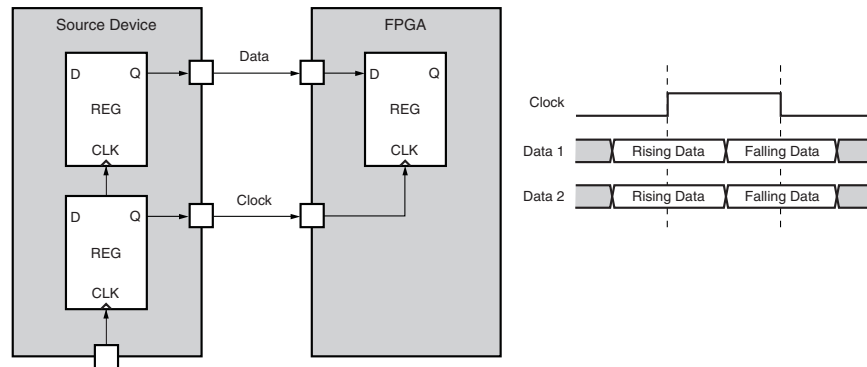 Source Device
FPGA
Data
D Q
REG
CLK
D
REG
CLK
Clock
D Q
REG
CLK
Clock
Data 1 Rising Data Falling Data
Data 2 Rising Data Falling Data